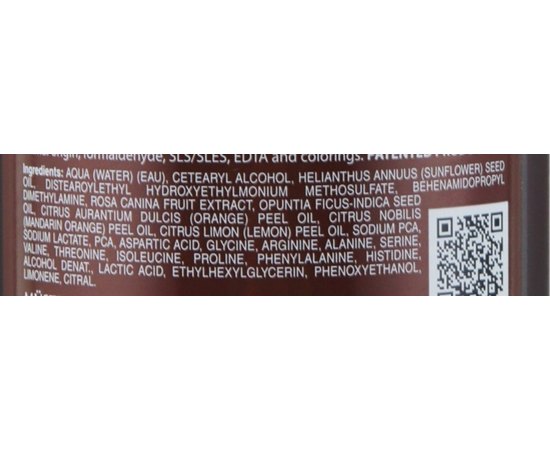 origin, formaldehyde, SLS/SLES, EDTA and colorings. PATENTED
Ingredients: AQUA (WATER) (EAU), CETEARYL ALCOHOL, HELIANTHUS ANNUUS (SUNFLOWER) SEED
OIL, DISTEAROYLETHYL HYDROXYETHYLMONIUM METHOSULFATE, BEHENAMIDOPROPYL
DIMETHYLAMINE, ROSA CANINA FRUIT EXTRACT, OPUNTIA FICUS-INDICA SEED
OIL, CITRUS AURANTIUM DULCIS (ORANGE) PEEL OIL, CITRUS NOBILIS
(MANDARIN ORANGE) PEEL OIL, CITRUS LIMON (LEMON) PEEL OIL, SODIUM PCA,
SODIUM LACTATE, PCA, ASPARTIC ACID, GLYCINE, ARGININE, ALANINE, SERINE,
VALINE, THREONINE, ISOLEUCINE, PROLINE, PHENYLALANINE, HISTIDINE,
ALCOHOL DENAT., LACTIC ACID, ETHYLHEXYLGLYCERIN, PHENOXYETHANOL,
LIMONENE, CITRAL.